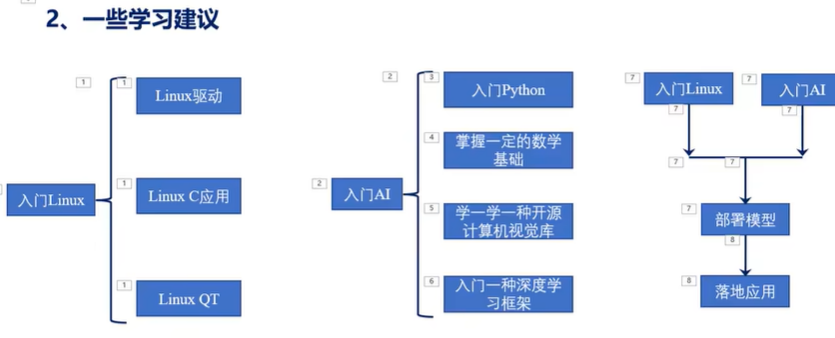 2、一些学习建议
1
1
Linux驱动
入门Linux
1
Linux C应用
1
Linux QT
2
3
入门Python
4
掌握一定的数学
基础
2
入门AI
5
学一学一种开源
计算机视觉库
6
入门一种深度学
习框架
7
入门Linux
7
入门AI
7
7
7
7
7
部署模型
8
8
落地应用